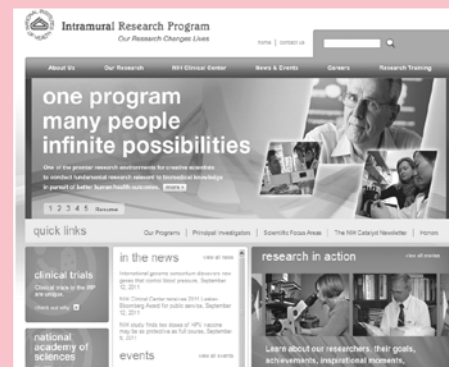 NATIONAL INSTITUTES OF HEALTH
Intramural Research Program
Our Research Changes Lives
home | contact us
About Us Our Research NIH Clinical Center News & Events Careers Research Training
one program
many people
infinite possibilities
One of the premier research environments for creative scientists
to conduct fundamental research relevant to biomedical knowledge
in pursuit of better human health outcomes. more
1 2 3 4 5 Resume
quick links
Our Programs | Principal Investigators | Scientific Focus Areas | The NIH Catalyst Newsletter | Honors
clinical trials
Clinical trials in the IRP
are unique.
check out why
national
academy of
sciences
in the news view all news
International genome consortium discovers new
genes that control blood pressure, September
12, 2011
NIH Clinical Center receives 2011 Lasker-
Bloomberg Award for public service, September
12, 2011
NIH study finds two doses of HPV vaccine
may be as protective as full course, September
9, 2011
events view all events
research in action view all stories
Learn about our researchers, their goals,
achievements, inspirational moments,